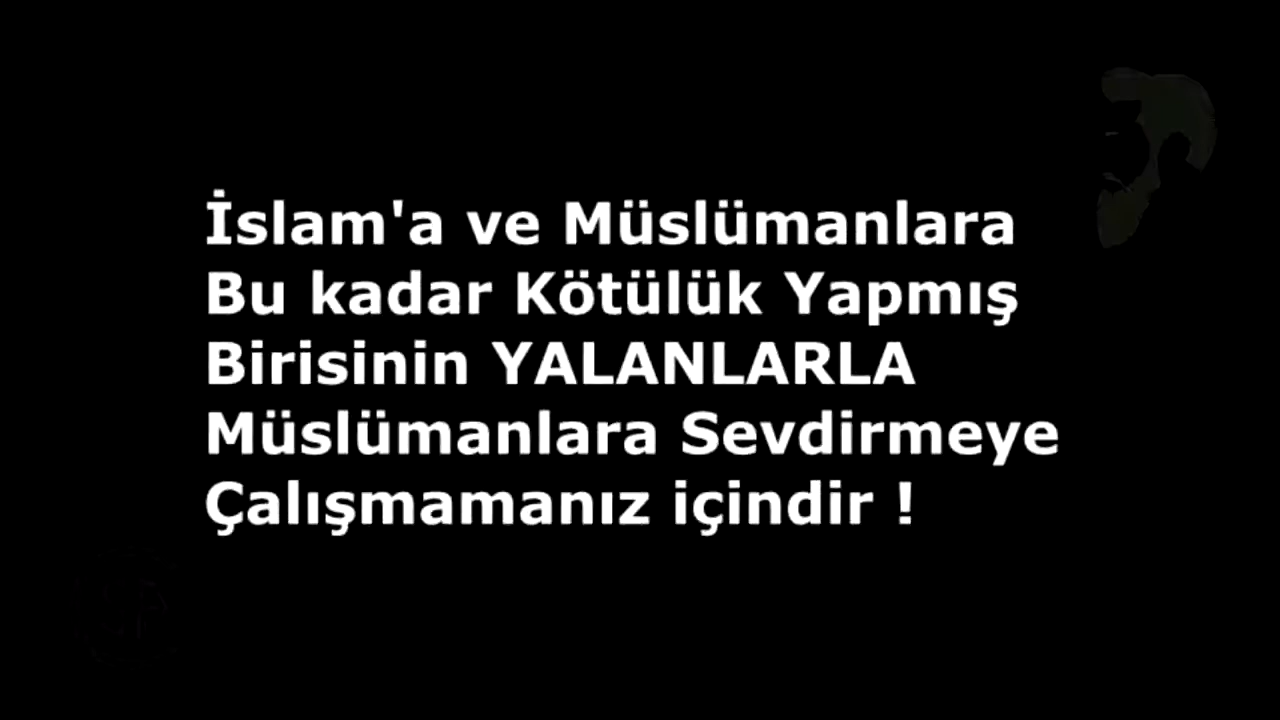 İslam'a ve Müslümanlara
Bu kadar Kötülük Yapmış
Birisinin YALANLARLA
Müslümanlara Sevdirmeye
Çalışmamanız içindir !